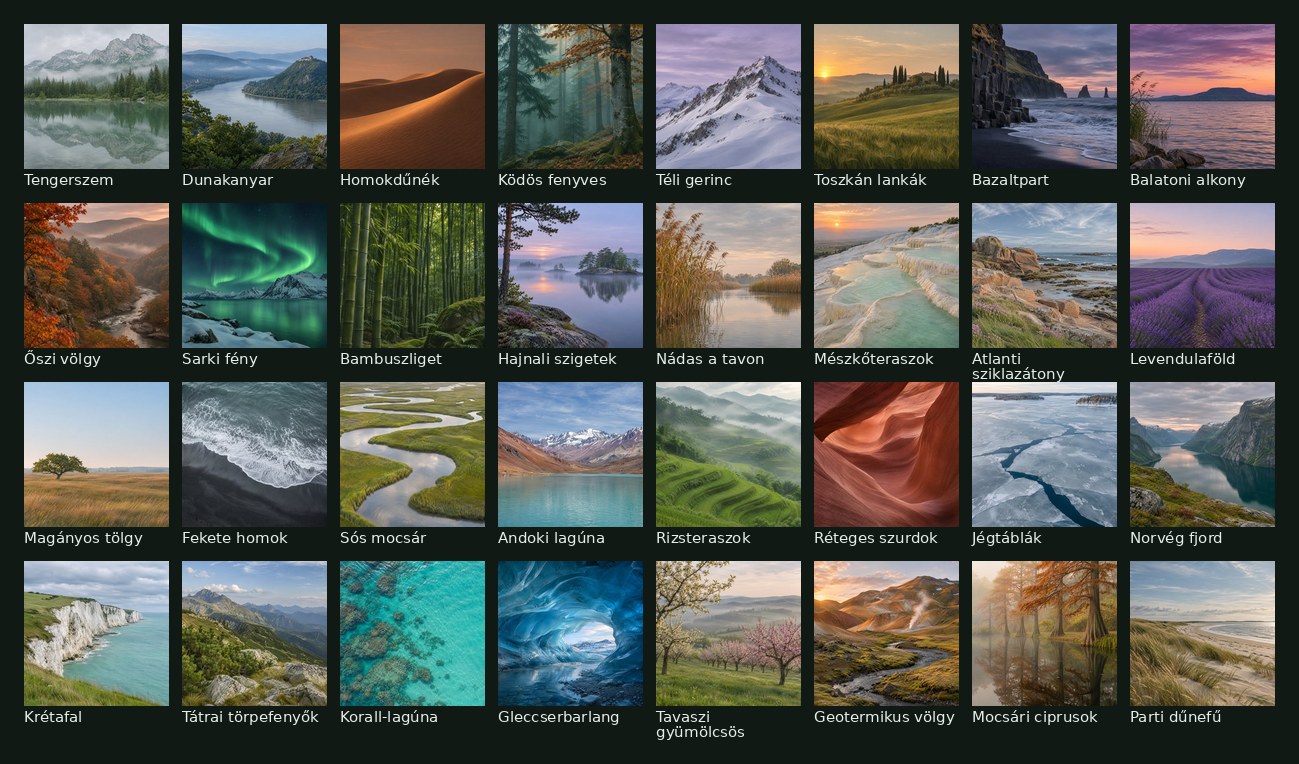 Tengerszem
Dunakanyar
Homokdűnék
Ködös fenyves
Téli gerinc
Toszkán lankák
Bazaltpart
Balatoni alkony
Őszi völgy
Sarki fény
Bambuszliget
Hajnali szigetek
Nádas a tavon
Mészkőteraszok
Atlanti
sziklazátony
Levendulaföld
Magányos tölgy
Fekete homok
Sós mocsár
Andoki lagúna
Rizsteraszok
Réteges szurdok
Jégtáblák
Norvég fjord
Krétafal
Tátrai törpefenyők
Korall-lagúna
Gleccserbarlang
Tavaszi
gyümölcsös
Geotermikus völgy
Mocsári ciprusok
Parti dűnefű